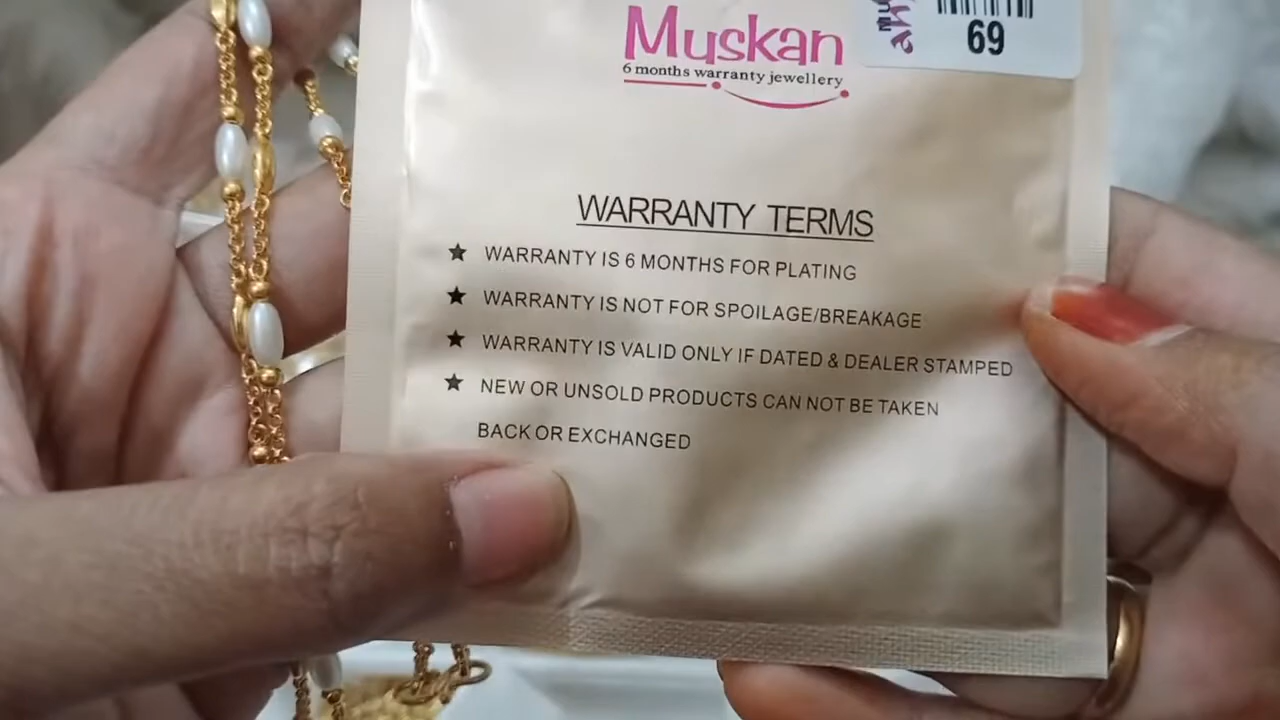 Muskan
6 months warranty jewellery
69
WARRANTY TERMS
★ WARRANTY IS 6 MONTHS FOR PLATING
★ WARRANTY IS NOT FOR SPOILAGE/BREAKAGE
★ WARRANTY IS VALID ONLY IF DATED & DEALER STAMPED
★ NEW OR UNSOLD PRODUCTS CAN NOT BE TAKEN
BACK OR EXCHANGED